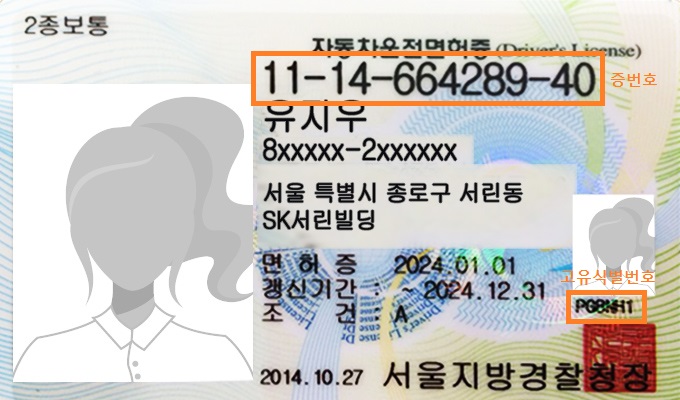 2종보통
자동차운전면허증 (Driver's License)
11-14-664289-40 증번호
유지우
8xxxxx-2xxxxxx
서울 특별시 종로구 서린동
SK서린빌딩
면 허 증 2024.01.01
갱신기간 : ~ 2024.12.31
조 건 : A
고유식별번호
2014.10.27 서울지방경찰청장